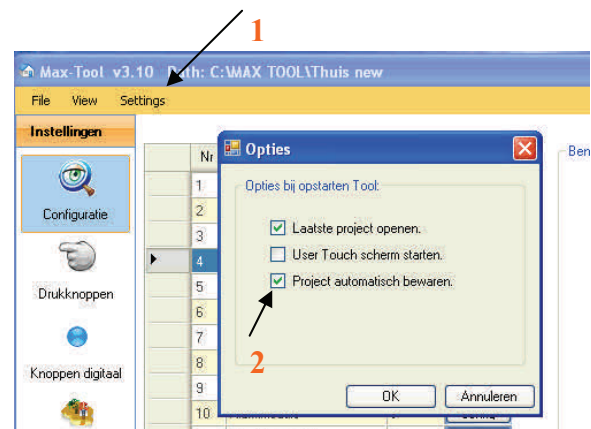 1
Max-Tool v3.10 Path: C:\MAX TOOL\Thuis new
File View Settings
Instellingen
Configuratie
Drukknoppen
Knoppen digitaal
Nr
1
2
3
4
5
6
7
8
9
10
Opties
Opties bij opstarten Tool:
Laatste project openen.
User Touch scherm starten.
Project automatisch bewaren.
2
OK Annuleren
Ben